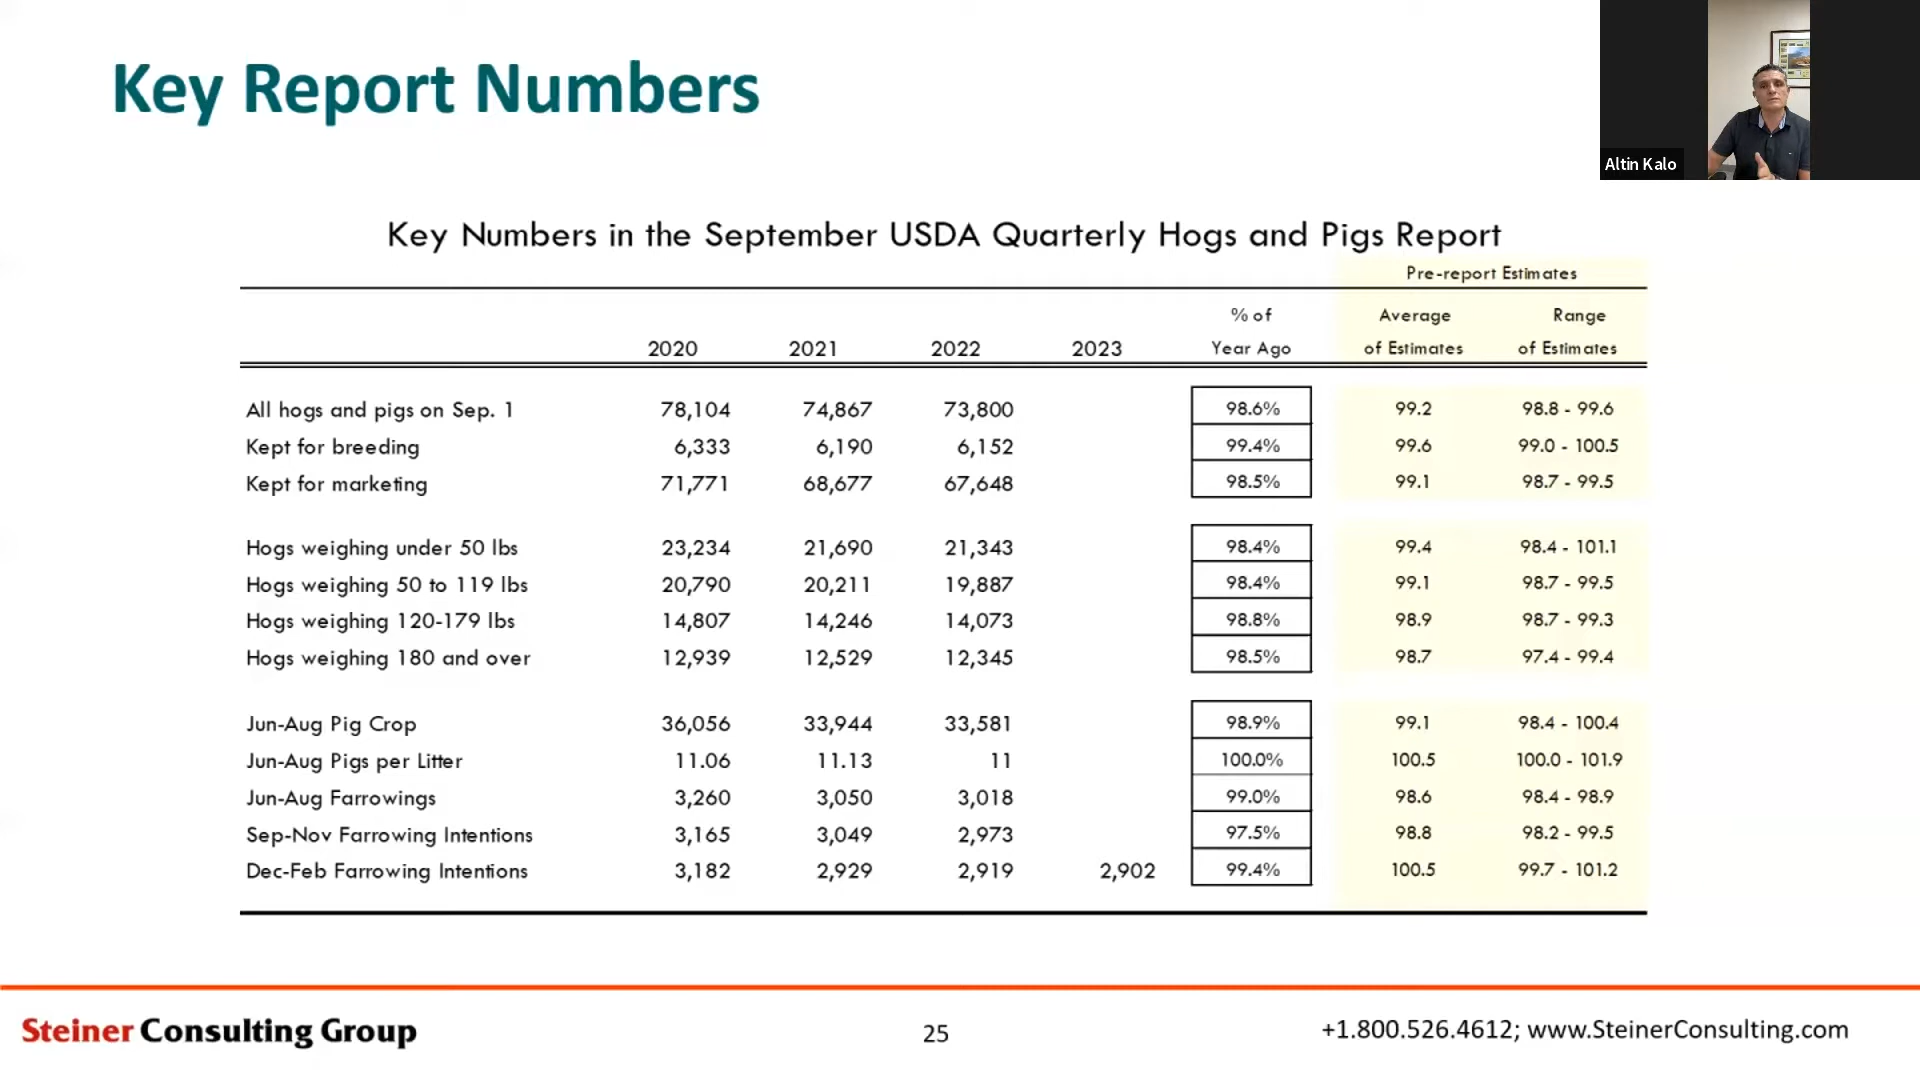 Key Report Numbers
Altin Kalo
Key Numbers in the September USDA Quarterly Hogs and Pigs Report
Pre-report Estimates
% of Average Range
2020 2021 2022 2023 Year Ago of Estimates of Estimates
All hogs and pigs on Sep. 1 78,104 74,867 73,800 98.6% 99.2 98.8 - 99.6
Kept for breeding 6,333 6,190 6,152 99.4% 99.6 99.0 - 100.5
Kept for marketing 71,771 68,677 67,648 98.5% 99.1 98.7 - 99.5
Hogs weighing under 50 lbs 23,234 21,690 21,343 98.4% 99.4 98.4 - 101.1
Hogs weighing 50 to 119 lbs 20,790 20,211 19,887 98.4% 99.1 98.7 - 99.5
Hogs weighing 120-179 lbs 14,807 14,246 14,073 98.8% 98.9 98.7 - 99.3
Hogs weighing 180 and over 12,939 12,529 12,345 98.5% 98.7 97.4 - 99.4
Jun-Aug Pig Crop 36,056 33,944 33,581 98.9% 99.1 98.4 - 100.4
Jun-Aug Pigs per Litter 11.06 11.13 11 100.0% 100.5 100.0 - 101.9
Jun-Aug Farrowings 3,260 3,050 3,018 99.0% 98.6 98.4 - 98.9
Sep-Nov Farrowing Intentions 3,165 3,049 2,973 97.5% 98.8 98.2 - 99.5
Dec-Feb Farrowing Intentions 3,182 2,929 2,919 2,902 99.4% 100.5 99.7 - 101.2
Steiner Consulting Group 25 +1.800.526.4612; www.SteinerConsulting.com